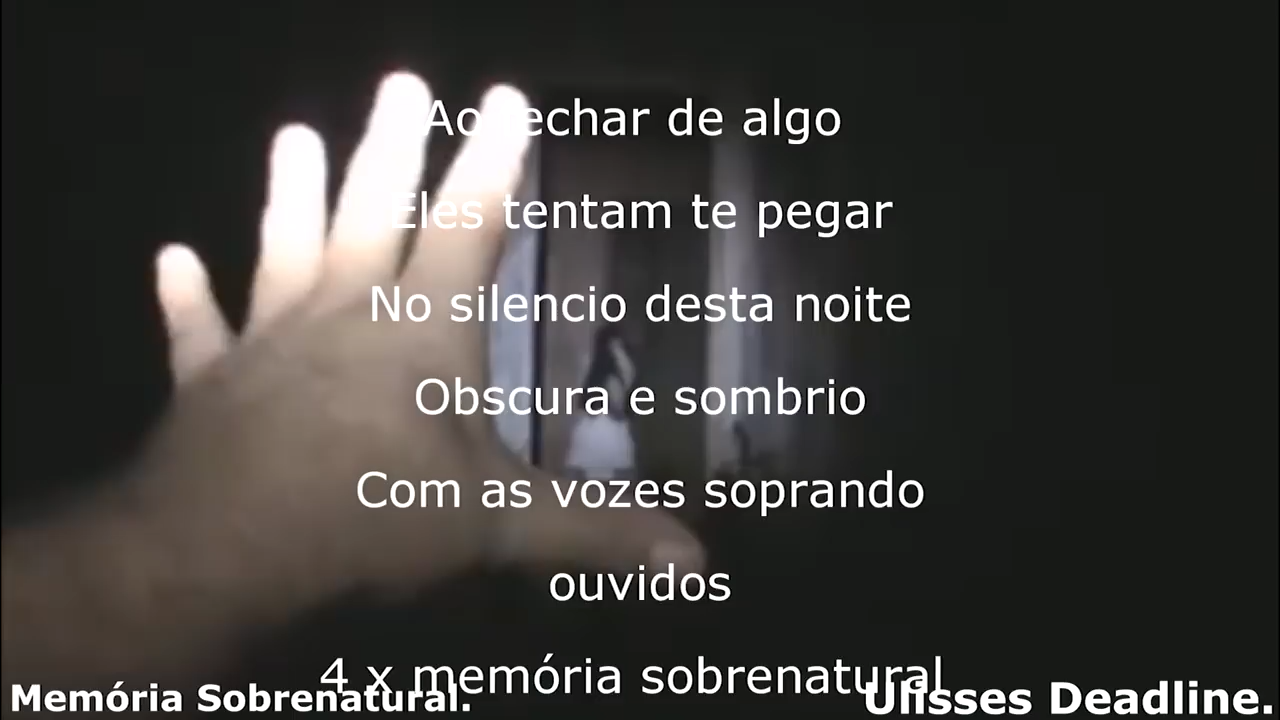 Ao fechar de algo
Eles tentam te pegar
No silencio desta noite
Obscura e sombrio
Com as vozes soprando
ouvidos
4 x memória sobrenatural
Memória Sobrenatural.
Ulisses Deadline.